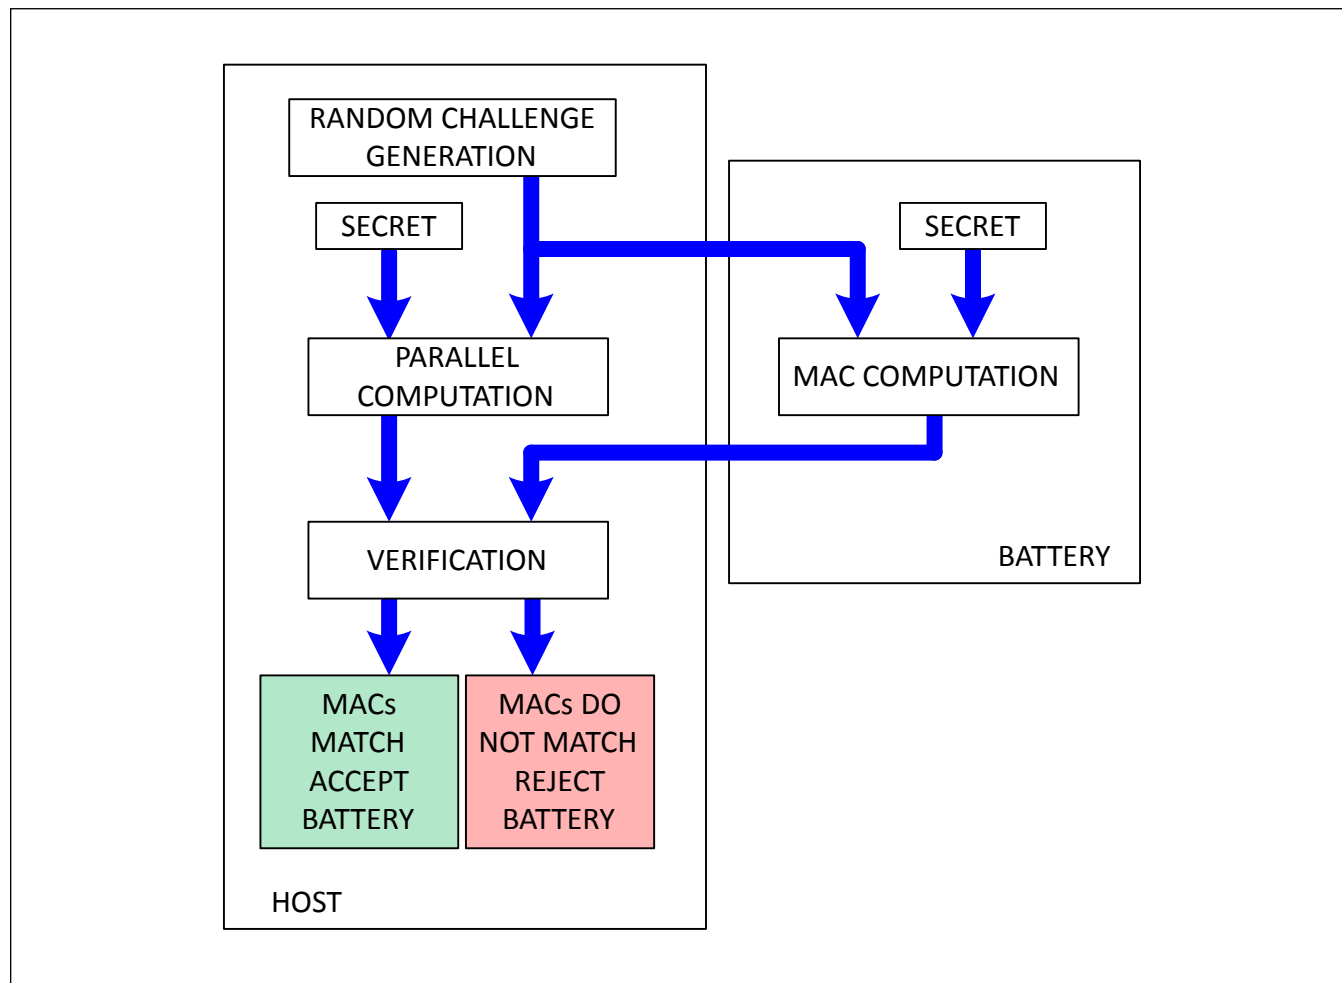 RANDOM CHALLENGE
GENERATION
SECRET
SECRET
PARALLEL
COMPUTATION
MAC COMPUTATION
VERIFICATION
BATTERY
MACs
MATCH
ACCEPT
BATTERY
MACs DO
NOT MATCH
REJECT
BATTERY
HOST